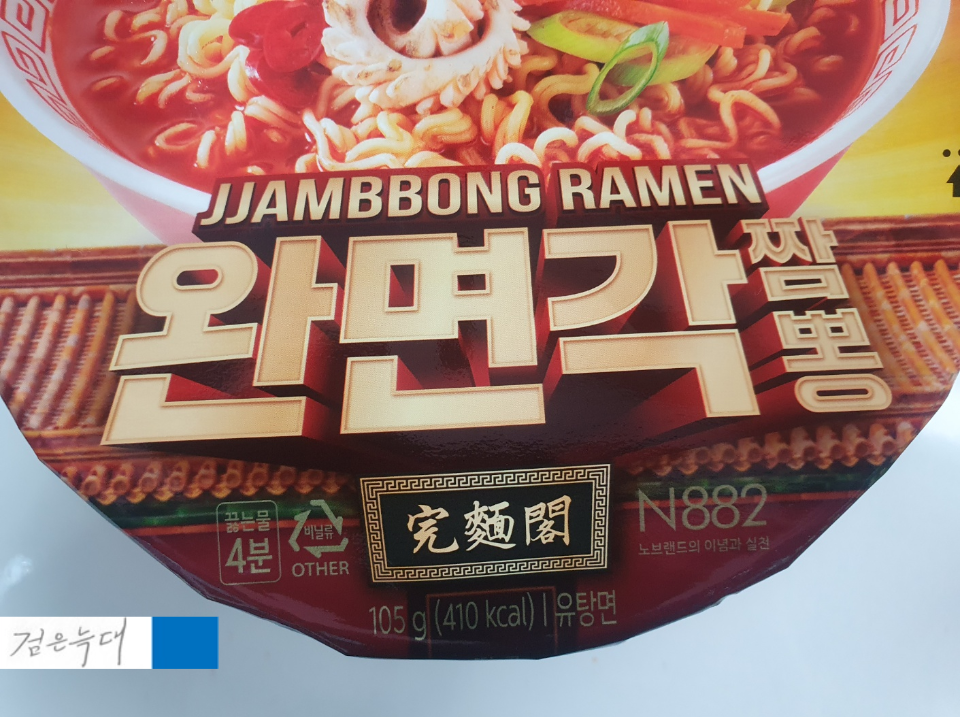 JJAMBBONG RAMEN
완면각
짬뽕
끓는물
4분
비닐류
OTHER
完麵閣
N882
노브랜드의 이념과 실천
105 g (410 kcal) | 유탕면
검은늑대